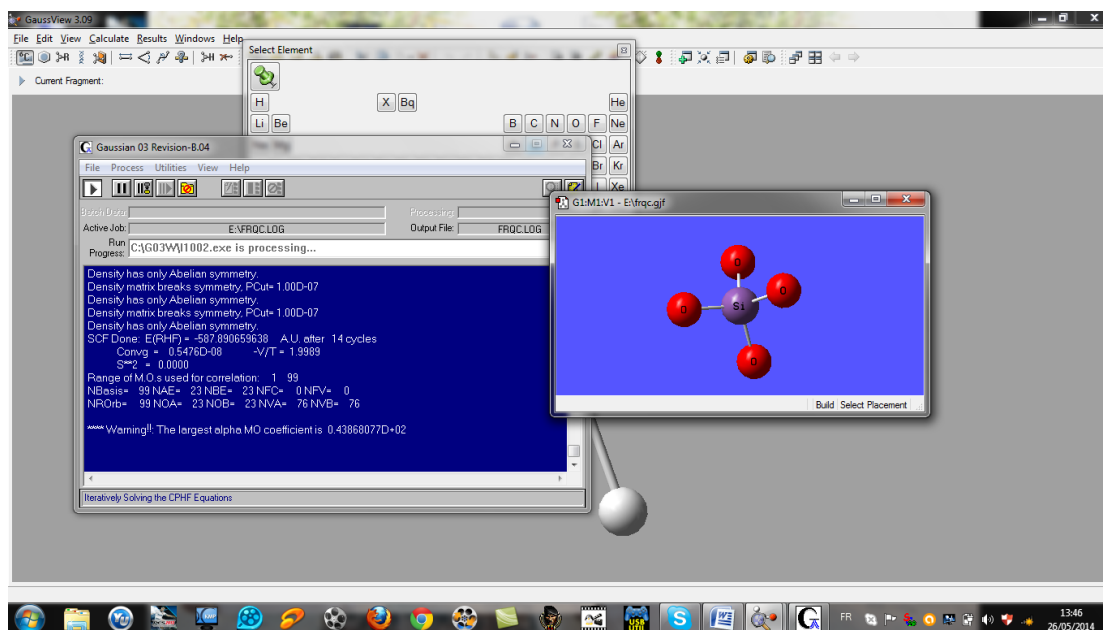 GaussView 3.09
File Edit View Calculate Results Windows Help
Current Fragment:
Select Element
H X Bq He
Li Be B C N O F Ne
Cl Ar
Br Kr
I Xe
Gaussian 03 Revision-B.04
File Process Utilities View Help
Batch Data:
Processing:
Active Job: E:\FRQC.LOG Output File: FRQC.LOG
Run Progress: C:\G03W\l1002.exe is processing...
Density has only Abelian symmetry.
Density matrix breaks symmetry, PCut= 1.00D-07
Density has only Abelian symmetry.
Density matrix breaks symmetry, PCut= 1.00D-07
Density has only Abelian symmetry.
SCF Done: E(RHF) = -587.890659638 A.U. after 14 cycles
Convg = 0.5476D-08 -V/T = 1.9989
S**2 = 0.0000
Range of M.O.s used for correlation: 1 99
NBasis= 99 NAE= 23 NBE= 23 NFC= 0 NFV= 0
NROrb= 99 NOA= 23 NOB= 23 NVA= 76 NVB= 76
**** Warning!!: The largest alpha MO coefficient is 0.43868077D+02
Iteratively Solving the CPHF Equations
G1:M1:V1 - E:\frqc.gjf
O
O
Si
O
O
Build Select Placement
FR
13:46
26/05/2014